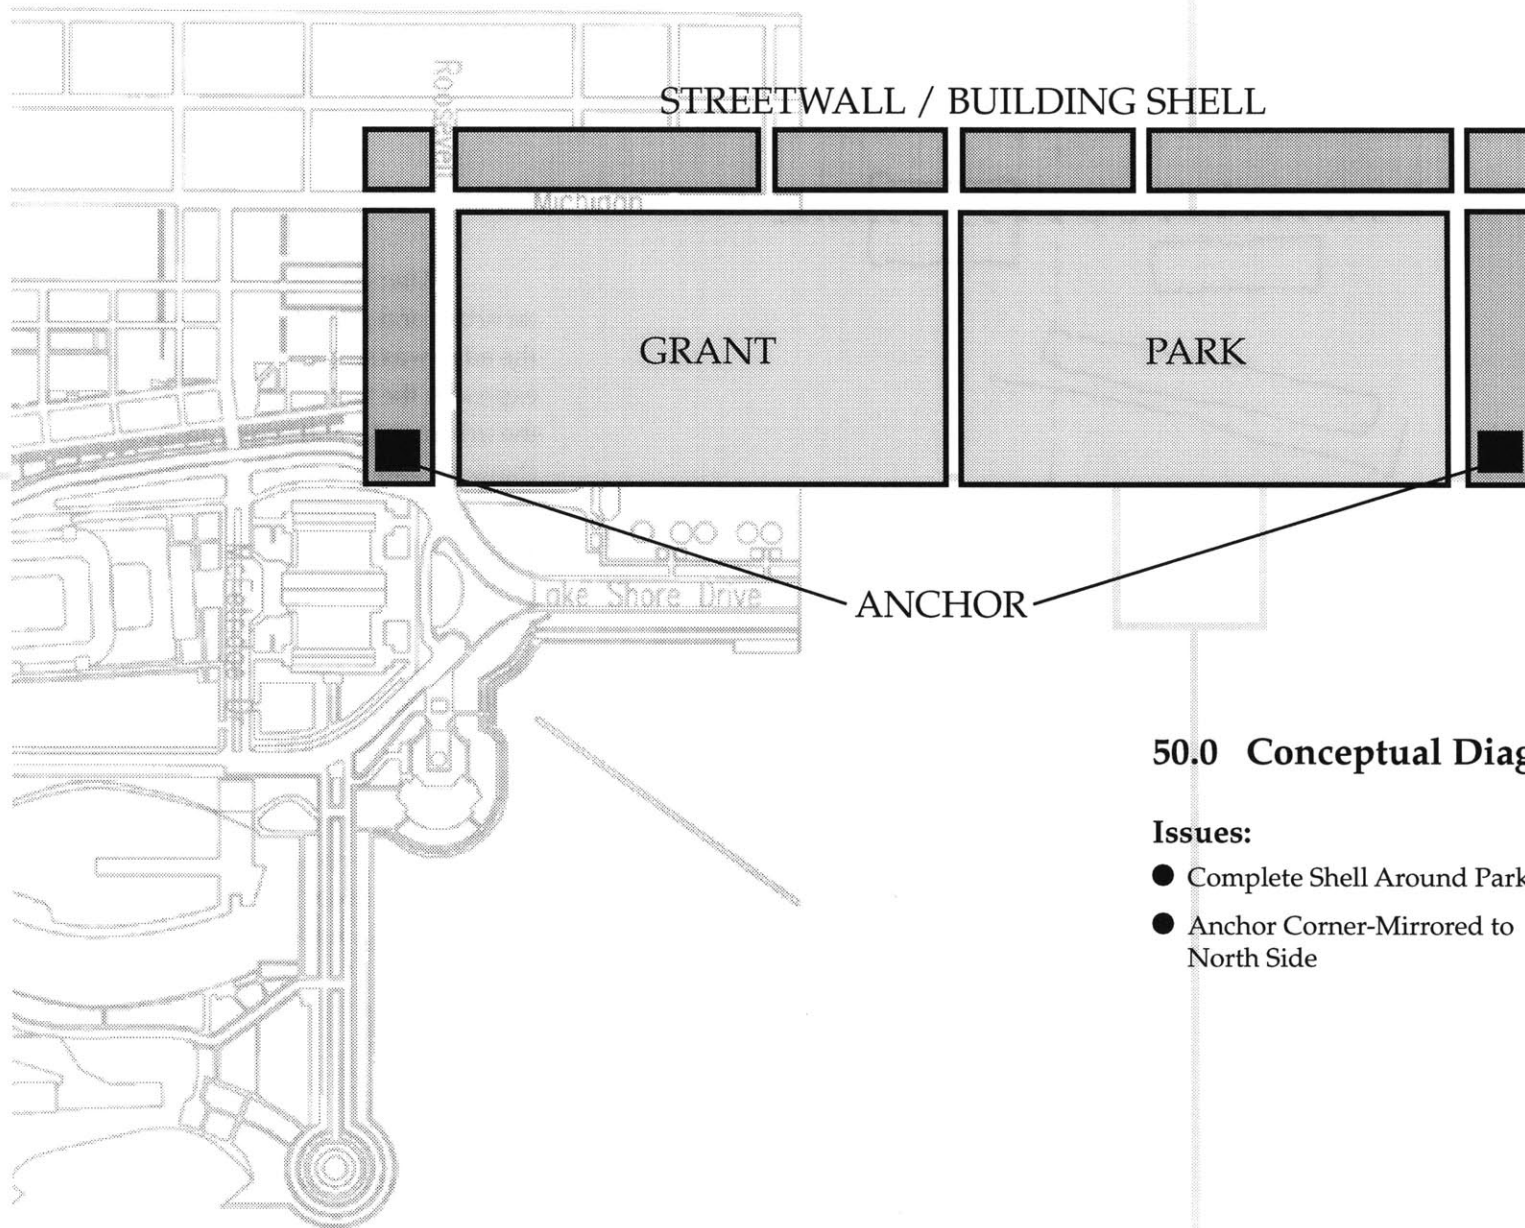 Roosevelt
STREETWALL / BUILDING SHELL
Michigan
GRANT
PARK
ake Shore Drive
ANCHOR
50.0 Conceptual Diag
Issues:
● Complete Shell Around Park
● Anchor Corner-Mirrored to
North Side